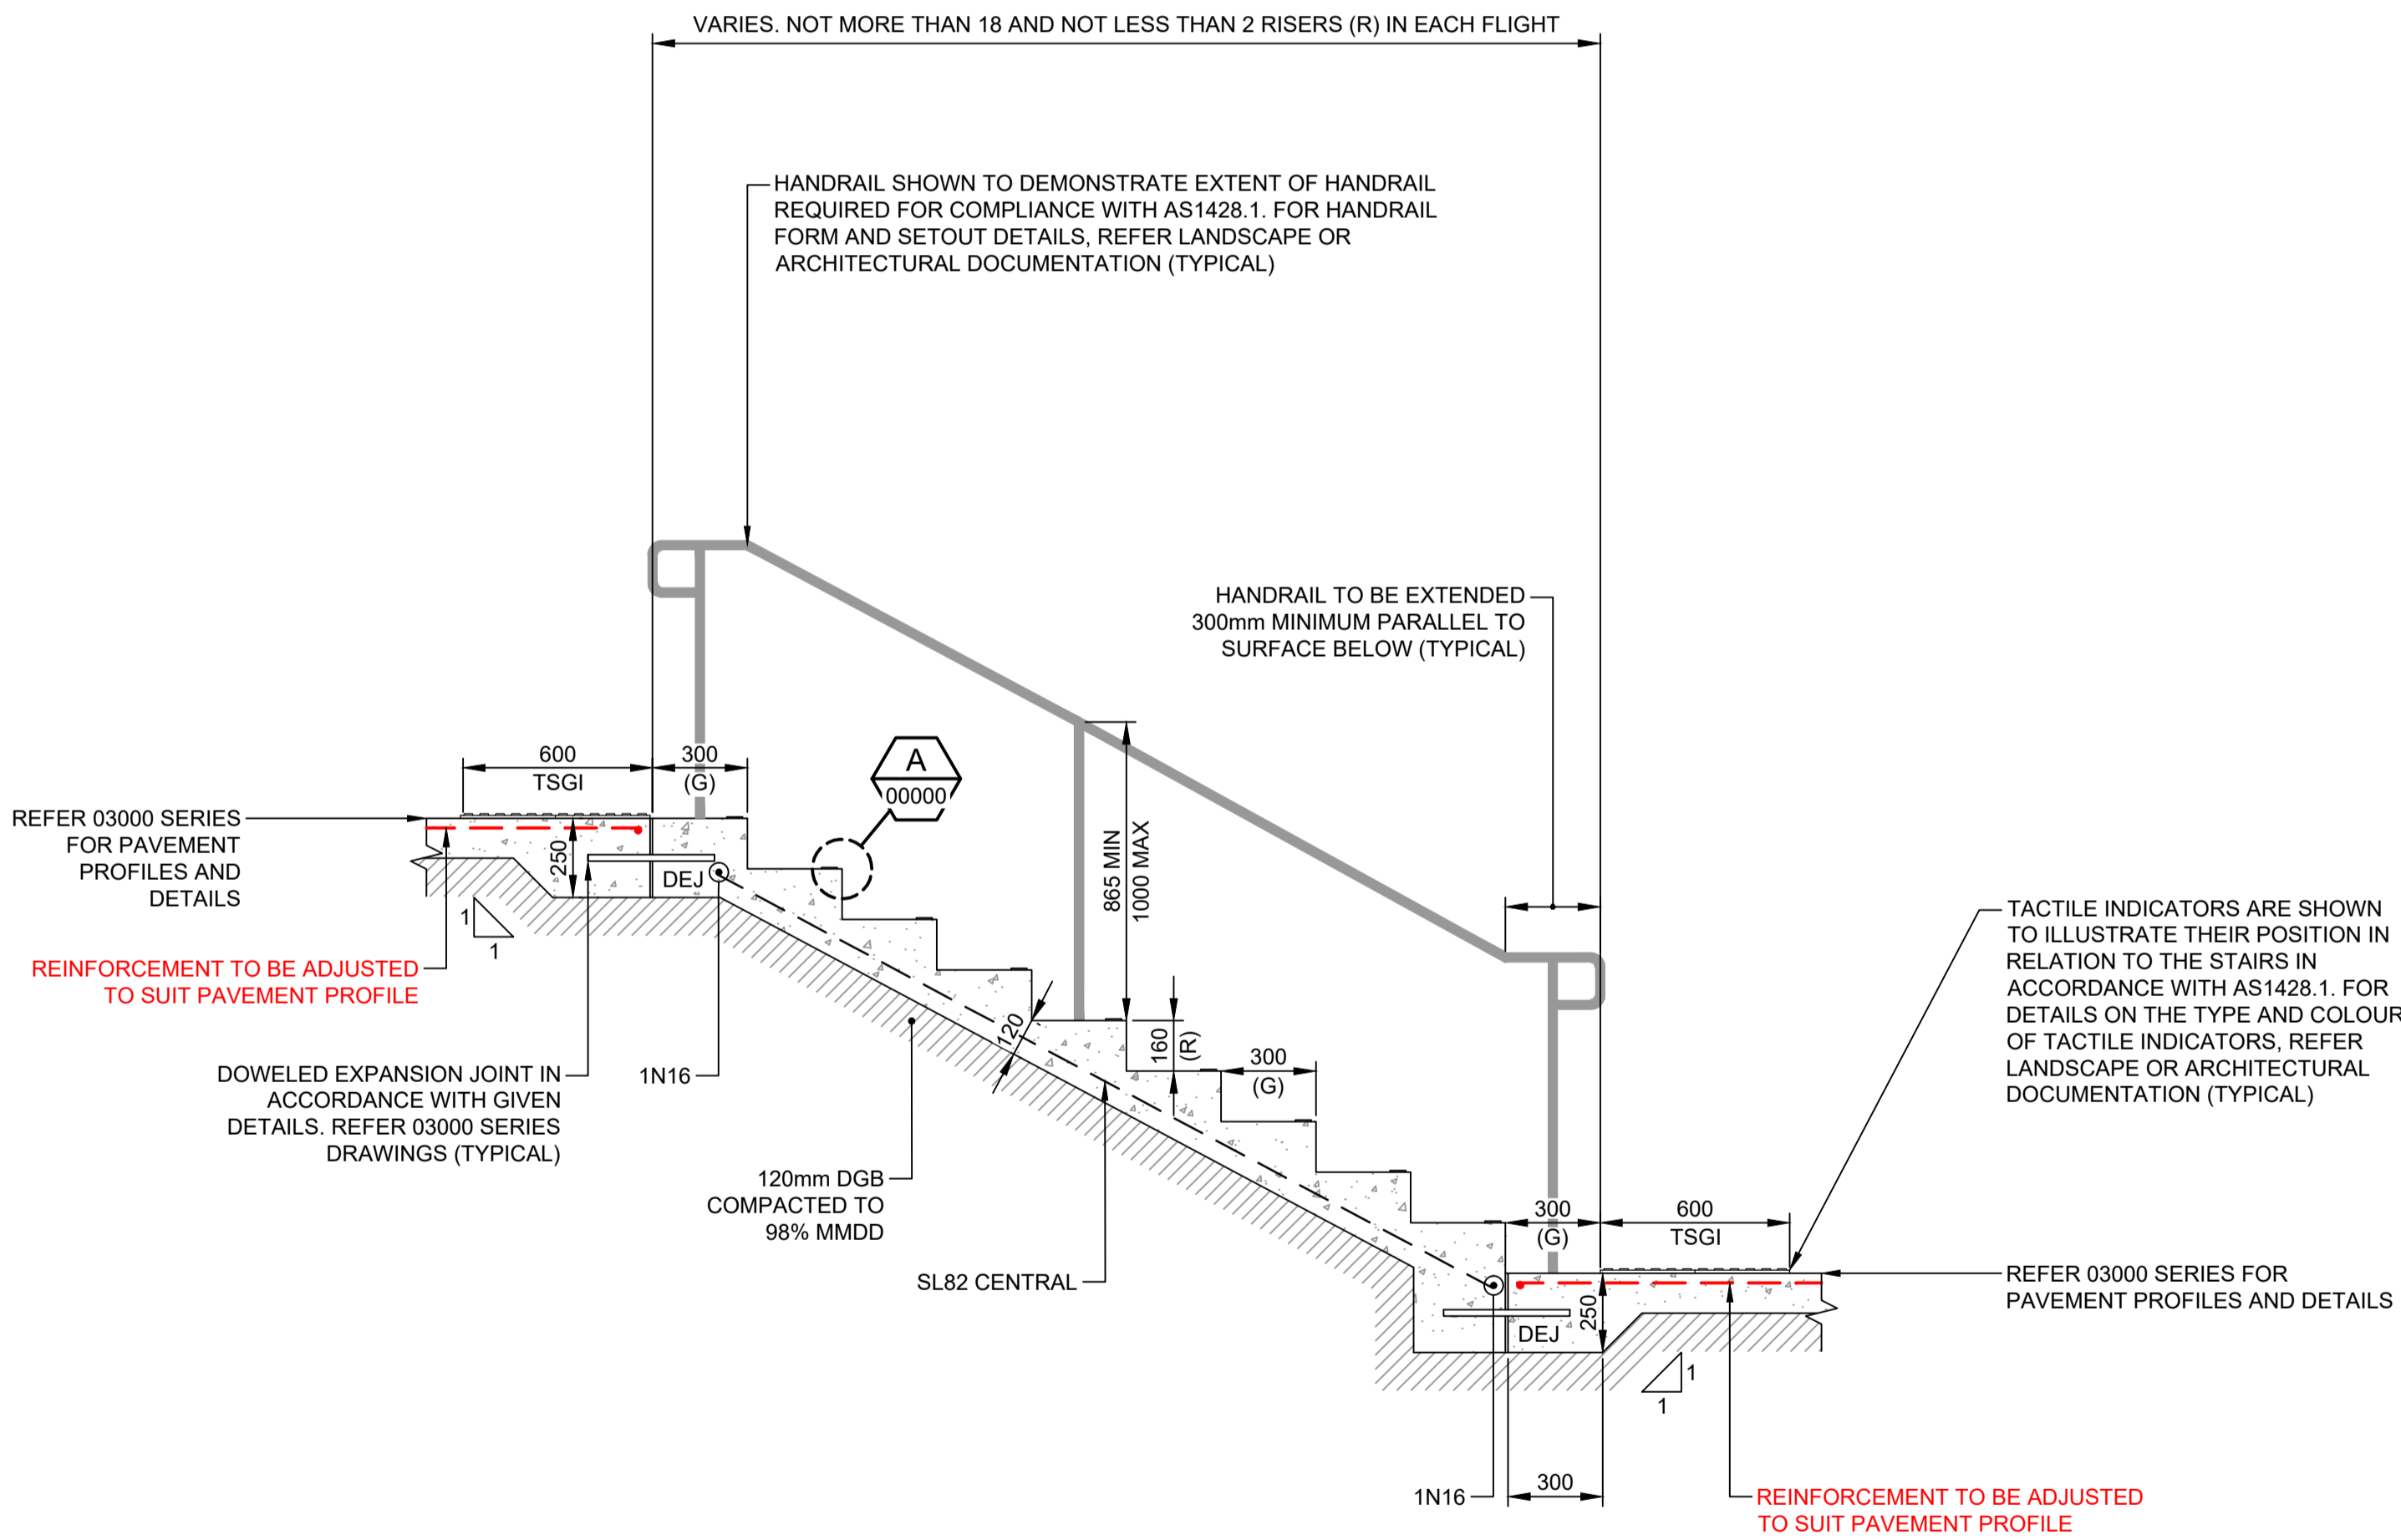 VARIES. NOT MORE THAN 18 AND NOT LESS THAN 2 RISERS (R) IN EACH FLIGHT
HANDRAIL SHOWN TO DEMONSTRATE EXTENT OF HANDRAIL
REQUIRED FOR COMPLIANCE WITH AS1428.1. FOR HANDRAIL
FORM AND SETOUT DETAILS, REFER LANDSCAPE OR
ARCHITECTURAL DOCUMENTATION (TYPICAL)
HANDRAIL TO BE EXTENDED
300mm MINIMUM PARALLEL TO
SURFACE BELOW (TYPICAL)
600
TSGI
300
(G)
A
00000
REFER 03000 SERIES
FOR PAVEMENT
PROFILES AND
DETAILS
250
DEJ
1
1
REINFORCEMENT TO BE ADJUSTED
TO SUIT PAVEMENT PROFILE
865 MIN
1000 MAX
TACTILE INDICATORS ARE SHOWN
TO ILLUSTRATE THEIR POSITION IN
RELATION TO THE STAIRS IN
ACCORDANCE WITH AS1428.1. FOR
DETAILS ON THE TYPE AND COLOUR
OF TACTILE INDICATORS, REFER
LANDSCAPE OR ARCHITECTURAL
DOCUMENTATION (TYPICAL)
120
160
(R)
300
(G)
DOWELED EXPANSION JOINT IN
ACCORDANCE WITH GIVEN
DETAILS. REFER 03000 SERIES
DRAWINGS (TYPICAL)
1N16
120mm DGB
COMPACTED TO
98% MMDD
SL82 CENTRAL
300
(G)
600
TSGI
REFER 03000 SERIES FOR
PAVEMENT PROFILES AND DETAILS
250
DEJ
1
1
300
1N16
REINFORCEMENT TO BE ADJUSTED
TO SUIT PAVEMENT PROFILE